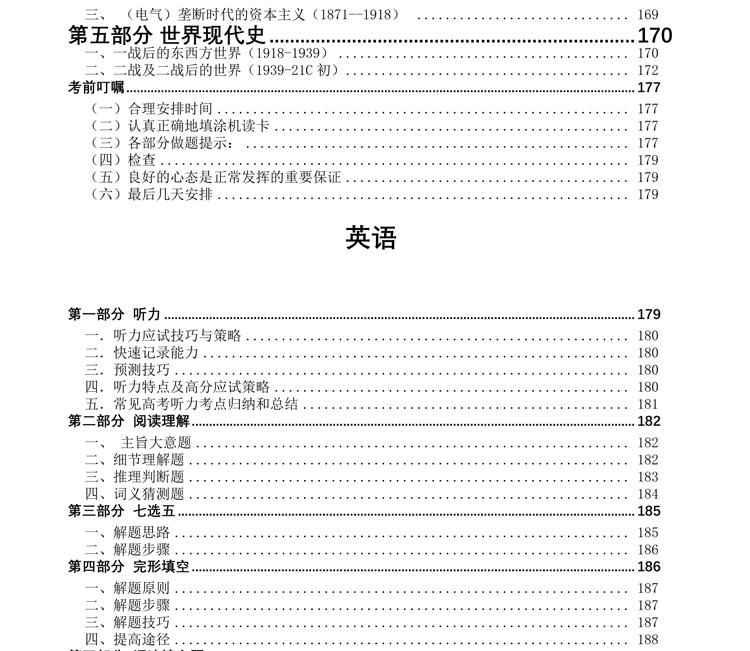 三、 （电气）垄断时代的资本主义（1871--1918） .............................. 169
第五部分 世界现代史......................................................................170
一、一战后的东西方世界（1918-1939） ......................................... 170
二、二战及二战后的世界（1939-21C 初）........................................ 172
考前叮嘱......................................................................177
（一）合理安排时间.......................................................... 177
（二）认真正确地填涂机读卡.................................................. 177
（三）各部分做题提示： ...................................................... 177
（四）检查.................................................................. 179
（五）良好的心态是正常发挥的重要保证........................................ 179
（六）最后几天安排.......................................................... 179
英语
第一部分 听力......................................................................179
一．听力应试技巧与策略...................................................... 180
二．快速记录能力............................................................ 180
三．预测技巧................................................................ 180
四．听力特点及高分应试策略.................................................. 180
五．常见高考听力考点归纳和总结.............................................. 181
第二部分 阅读理解......................................................................182
一、 主旨大意题............................................................. 182
二、细节理解题.............................................................. 182
三、推理判断题.............................................................. 183
四、词义猜测题.............................................................. 184
第三部分 七选五......................................................................185
一、解题思路................................................................ 185
二、解题步骤................................................................ 186
第四部分 完形填空......................................................................186
一、解题原则................................................................ 187
二、解题步骤................................................................ 187
三、解题技巧................................................................ 187
四、提高途径................................................................ 188